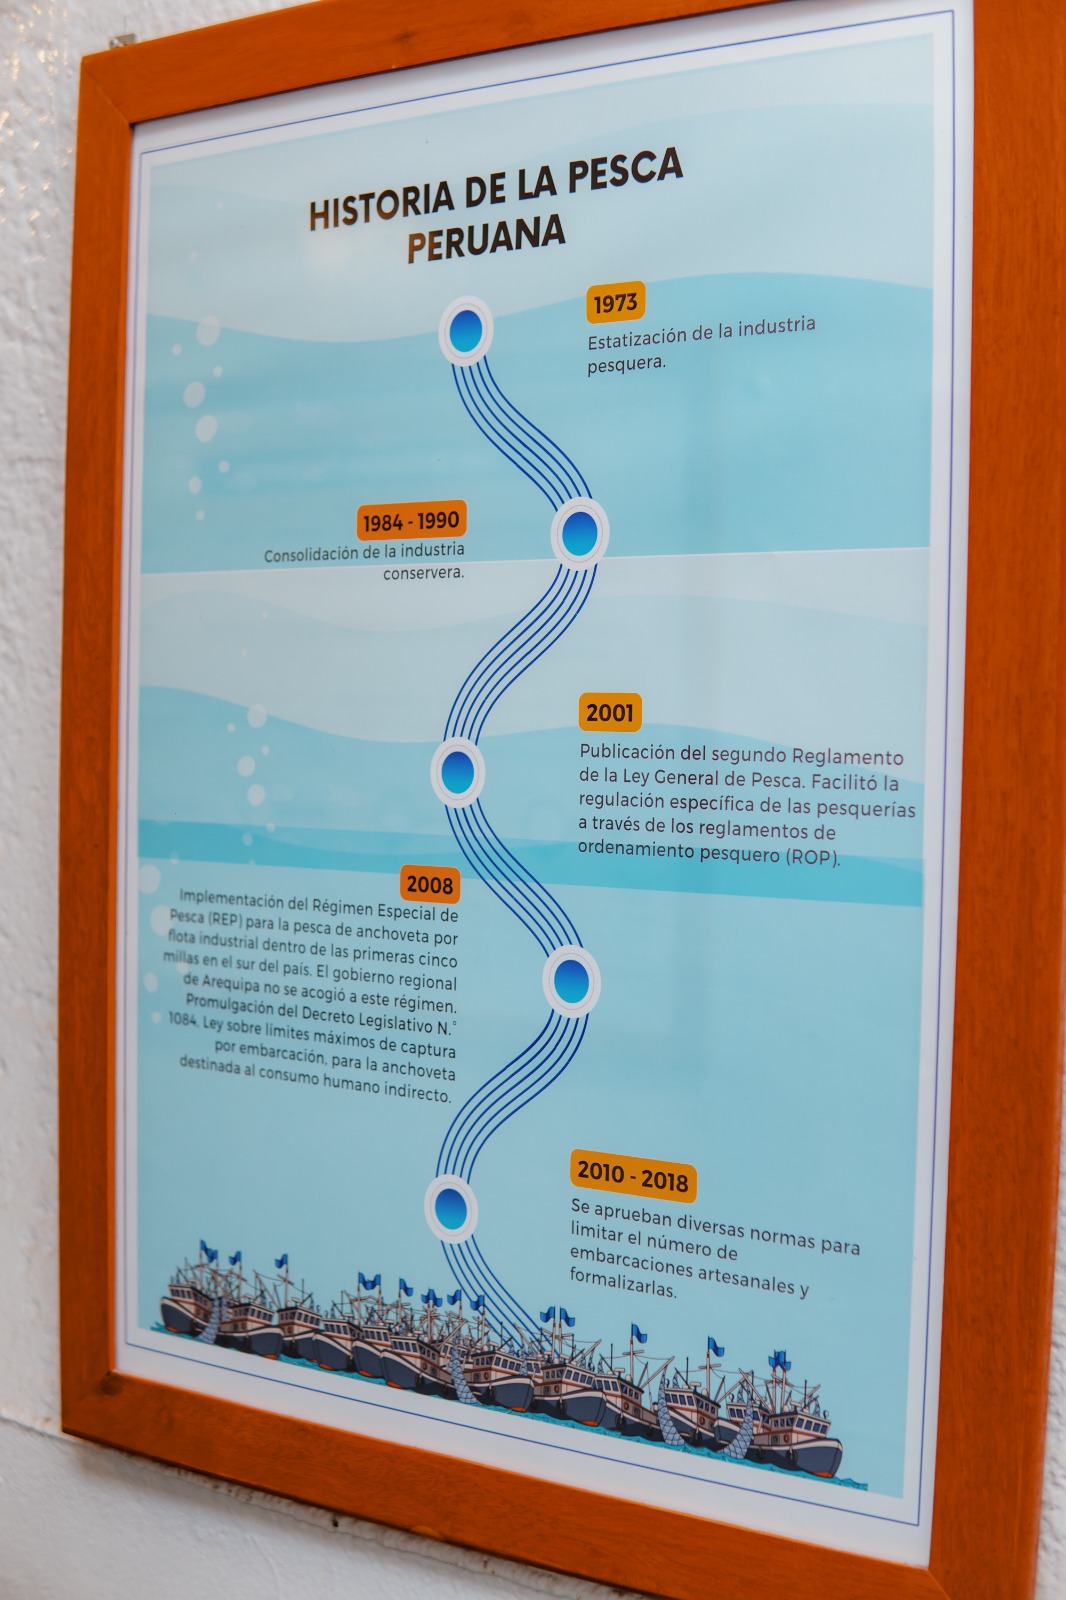 HISTORIA DE LA PESCA
PERUANA
1973
Estatización de la industria
pesquera.
1984 - 1990
Consolidación de la industria
conservera.
2001
Publicación del segundo Reglamento
de la Ley General de Pesca. Facilitó la
regulación específica de las pesquerías
a través de los reglamentos de
ordenamiento pesquero (ROP).
2008
Implementación del Régimen Especial de
Pesca (REP) para la pesca de anchoveta por
flota industrial dentro de las primeras cinco
millas en el sur del país. El gobierno regional
de Arequipa no se acogió a este régimen.
Promulgación del Decreto Legislativo N.°
1084, Ley sobre límites máximos de captura
por embarcación, para la anchoveta
destinada al consumo humano indirecto.
2010 - 2018
Se aprueban diversas normas para
limitar el número de
embarcaciones artesanales y
formalizarlas.